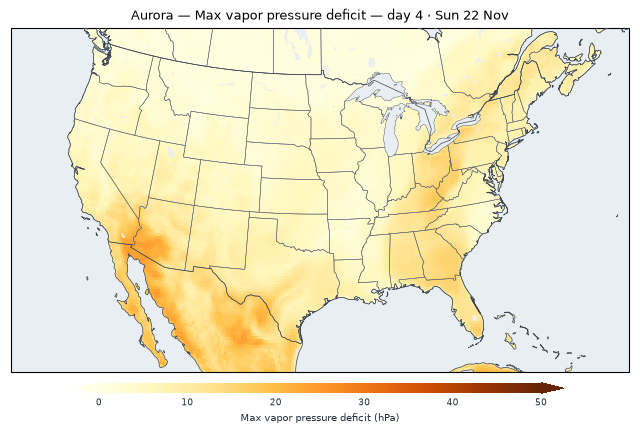 Aurora — Max vapor pressure deficit — day 4 · Sun 22 Nov
0 10 20 30 40 50
Max vapor pressure deficit (hPa)